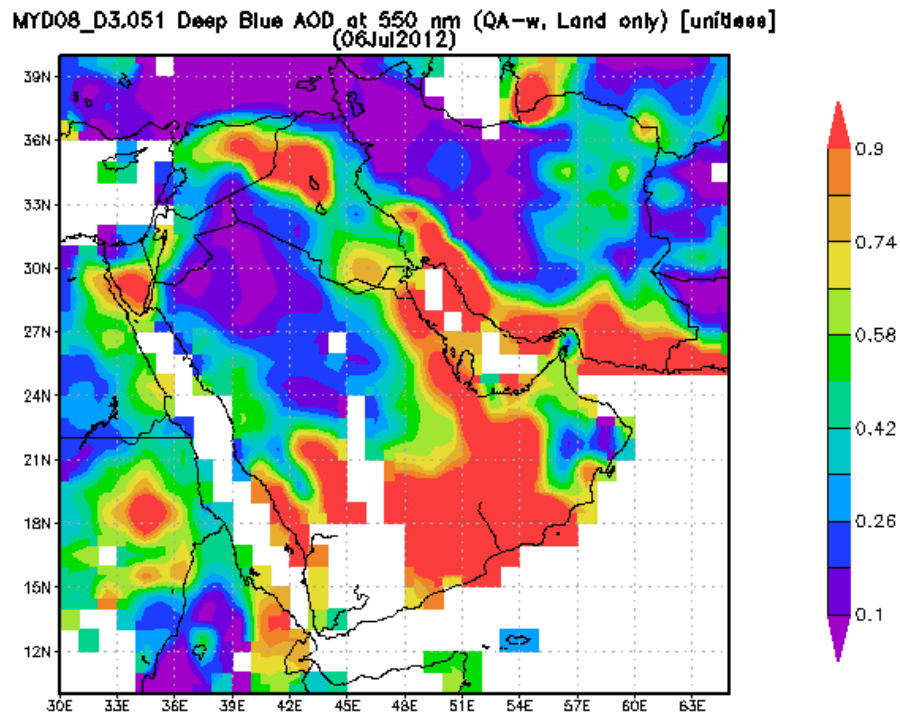 MYD08_D3.051 Deep Blue AOD at 550 nm (QA-w, Land only) [unitless]
(06Jul2012)
39N
36N
33N
30N
27N
24N
21N
18N
15N
12N
30E 33E 36E 39E 42E 45E 48E 51E 54E 57E 60E 63E
0.9
0.74
0.58
0.42
0.26
0.1